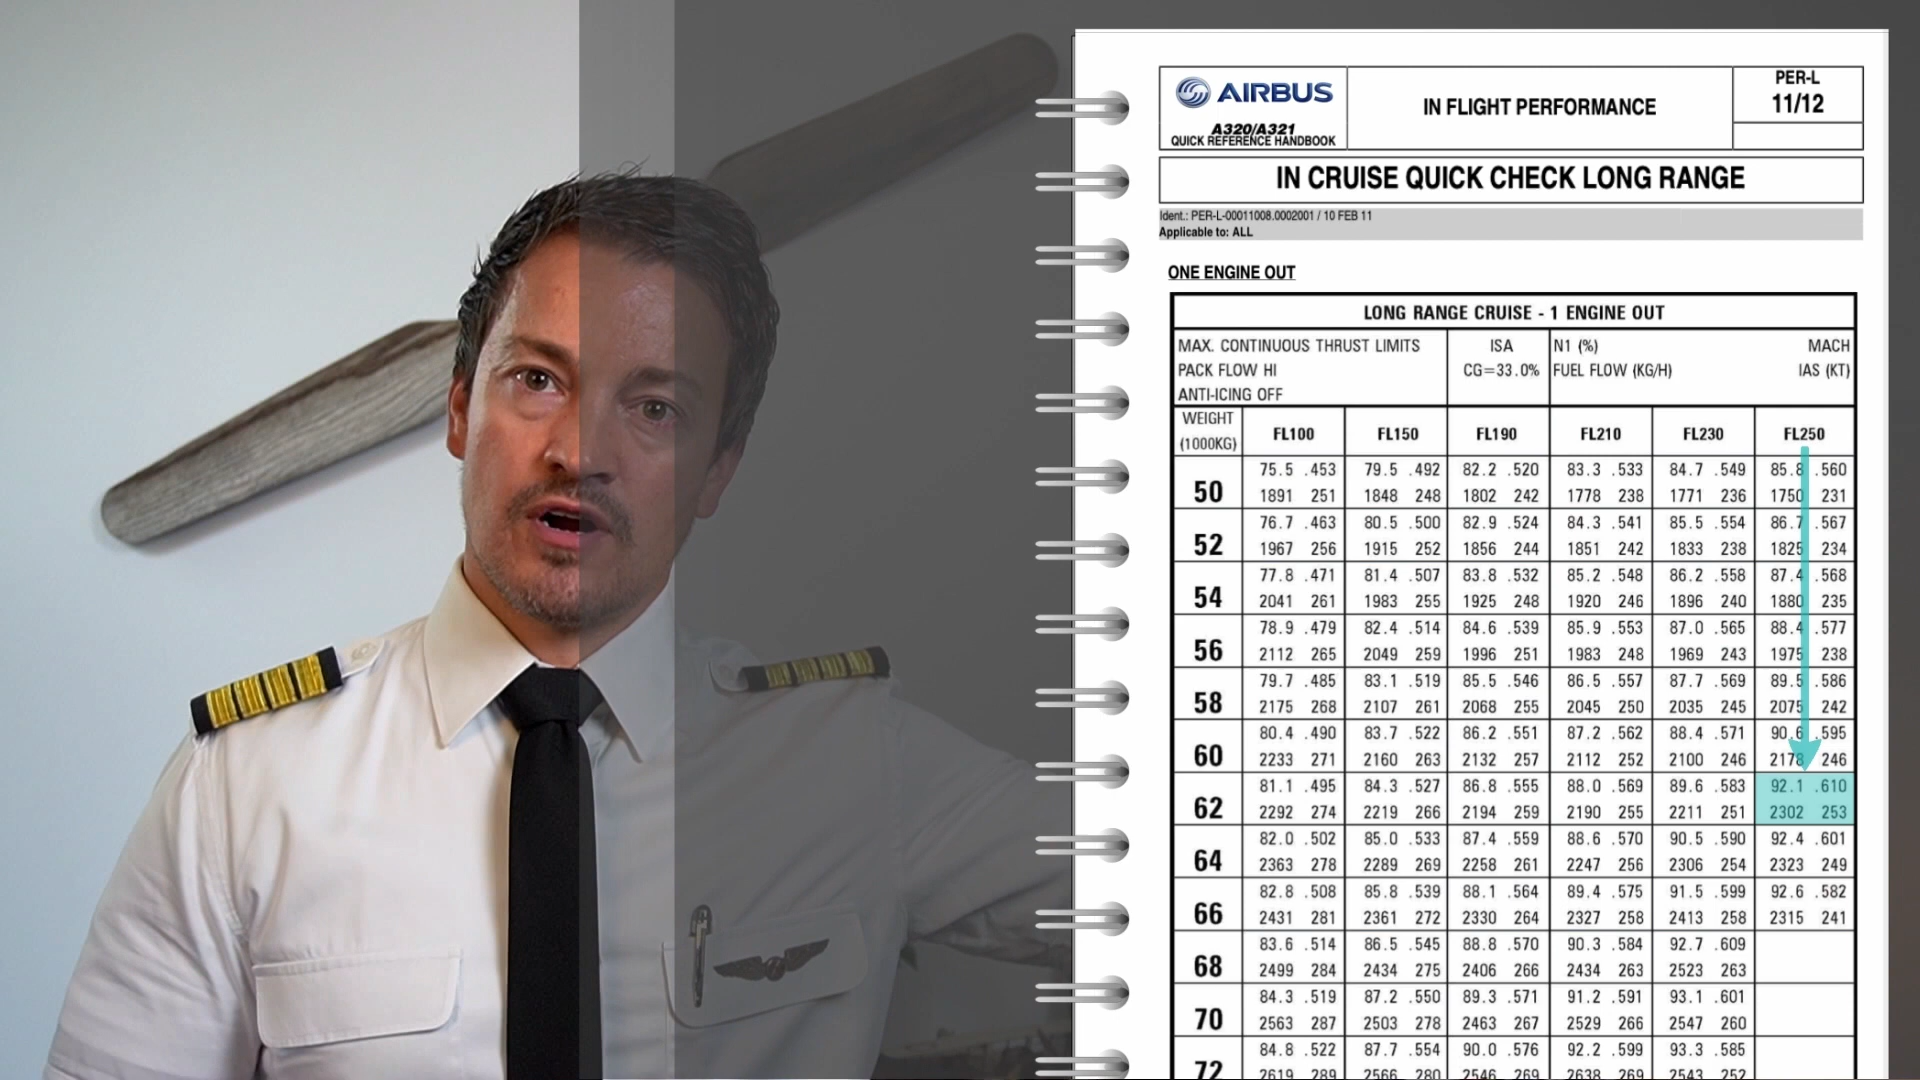 AIRBUS
A320/A321
QUICK REFERENCE HANDBOOK
IN FLIGHT PERFORMANCE
PER-L
11/12
IN CRUISE QUICK CHECK LONG RANGE
Ident.: PER-L-00011008.0002001 / 10 FEB 11
Applicable to: ALL
ONE ENGINE OUT
LONG RANGE CRUISE - 1 ENGINE OUT
MAX. CONTINUOUS THRUST LIMITS ISA N1 (%) MACH
PACK FLOW HI CG=33.0% FUEL FLOW (KG/H) IAS (KT)
ANTI-ICING OFF
WEIGHT
(1000KG) FL100 FL150 FL190 FL210 FL230 FL250
75.5 .453 79.5 .492 82.2 .520 83.3 .533 84.7 .549 85.8 .560
50
1891 251 1848 248 1802 242 1778 238 1771 236 1750 231
76.7 .463 80.5 .500 82.9 .524 84.3 .541 85.5 .554 86.7 .567
52
1967 256 1915 252 1856 244 1851 242 1833 238 1825 234
77.8 .471 81.4 .507 83.8 .532 85.2 .548 86.2 .558 87.4 .568
54
2041 261 1983 255 1925 248 1920 246 1896 240 1880 235
78.9 .479 82.4 .514 84.6 .539 85.9 .553 87.0 .565 88.4 .577
56
2112 265 2049 259 1996 251 1983 248 1969 243 1975 238
79.7 .485 83.1 .519 85.5 .546 86.5 .557 87.7 .569 89.5 .586
58
2175 268 2107 261 2068 255 2045 250 2035 245 2075 242
80.4 .490 83.7 .522 86.2 .551 87.2 .562 88.4 .571 90.6 .595
60
2233 271 2160 263 2132 257 2112 252 2100 246 2178 246
81.1 .495 84.3 .527 86.8 .555 88.0 .569 89.6 .583 92.1 .610
62
2292 274 2219 266 2194 259 2190 255 2211 251 2302 253
82.0 .502 85.0 .533 87.4 .559 88.6 .570 90.5 .590 92.4 .601
64
2363 278 2289 269 2258 261 2247 256 2306 254 2323 249
82.8 .508 85.8 .539 88.1 .564 89.4 .575 91.5 .599 92.6 .582
66
2431 281 2361 272 2330 264 2327 258 2413 258 2315 241
83.6 .514 86.5 .545 88.8 .570 90.3 .584 92.7 .609
68
2499 284 2434 275 2406 266 2434 263 2523 263
84.3 .519 87.2 .550 89.3 .571 91.2 .591 93.1 .601
70
2563 287 2503 278 2463 267 2529 266 2547 260
84.8 .522 87.7 .554 90.0 .576 92.2 .599 93.3 .585
72
2619 289 2566 280 2546 269 2638 269 2543 252